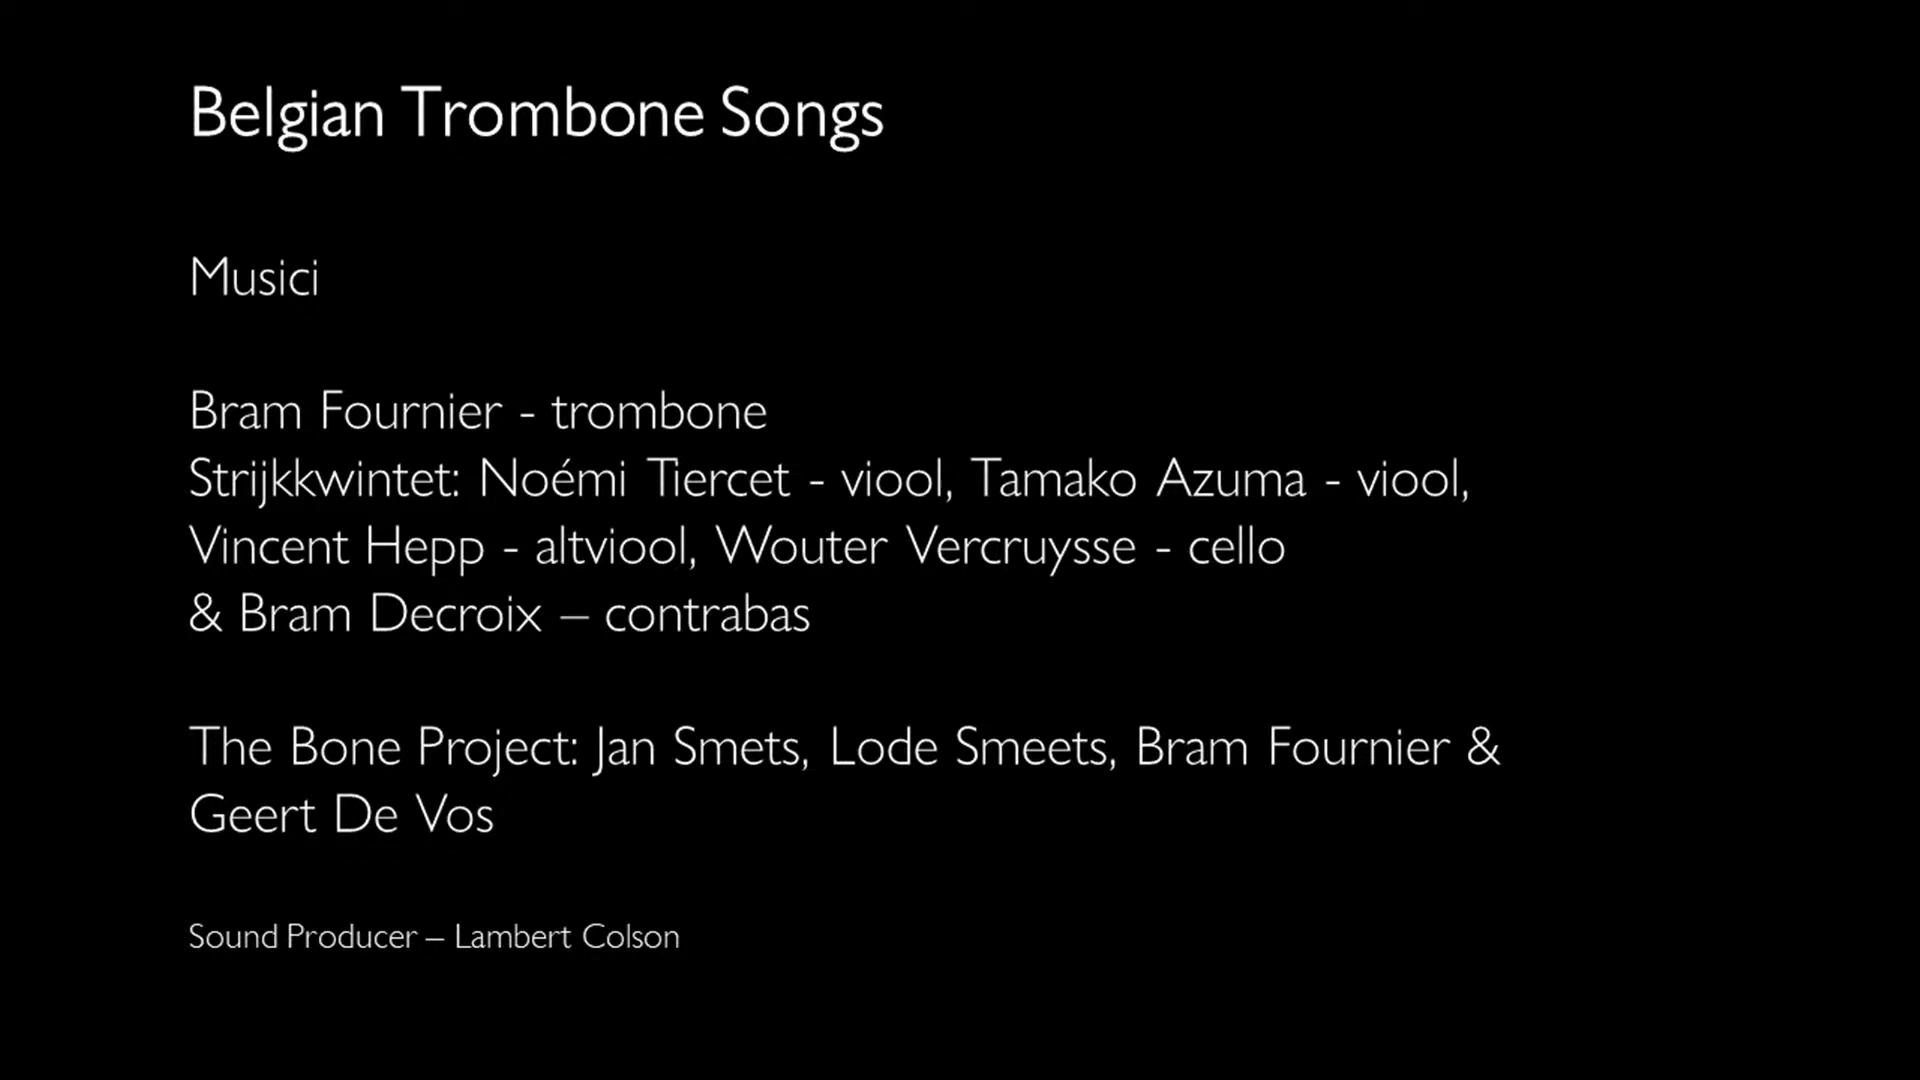 Belgian Trombone Songs
Musici
Bram Fournier - trombone
Strijkkwintet: Noémi Tiercet - viool, Tamako Azuma - viool,
Vincent Hepp - altviool, Wouter Vercruysse - cello
& Bram Decroix – contrabas
The Bone Project: Jan Smets, Lode Smeets, Bram Fournier &
Geert De Vos
Sound Producer – Lambert Colson